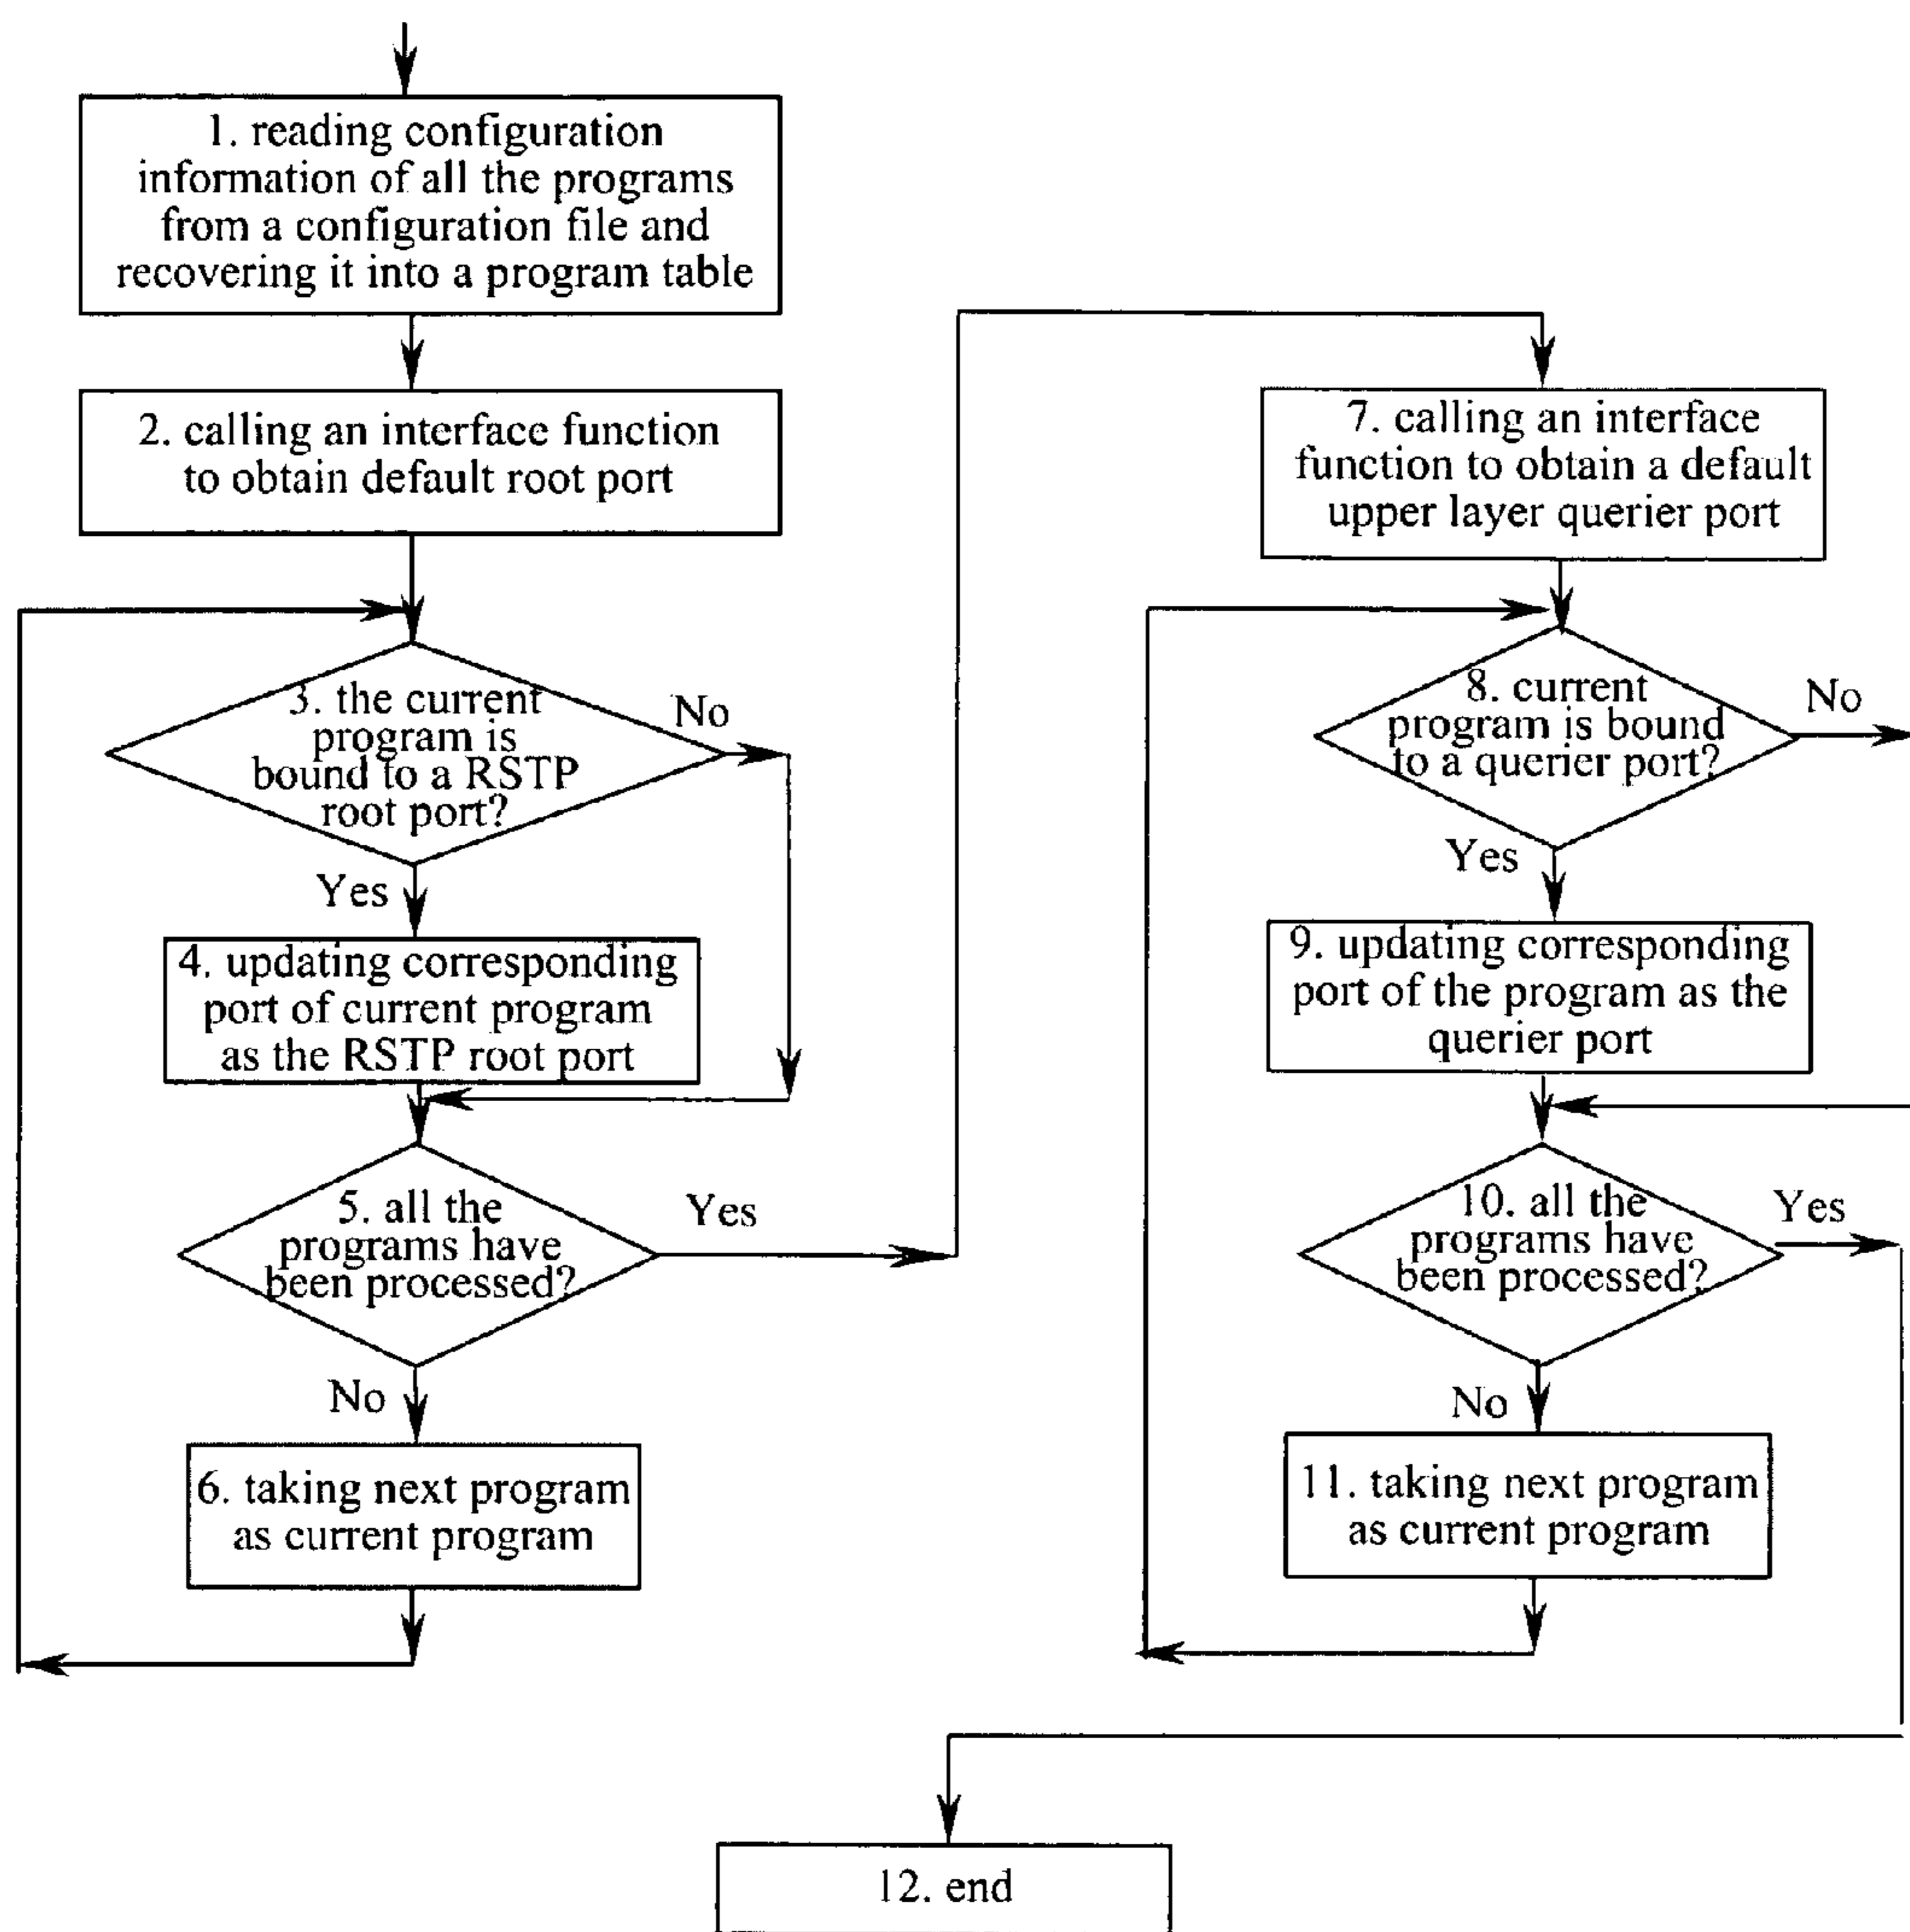 1. reading configuration
information of all the programs
from a configuration file and
recovering it into a program table
2. calling an interface function
to obtain default root port
3. the current
program is
bound to a RSTP
root port?
No
Yes
4. updating corresponding
port of current program
as the RSTP root port
5. all the
programs have
been processed?
Yes
No
6. taking next program
as current program
7. calling an interface
function to obtain a default
upper layer querier port
8. current
program is bound
to a querier port?
No
Yes
9. updating corresponding
port of the program as the
querier port
10. all the
programs have
been processed?
Yes
No
11. taking next program
as current program
12. end